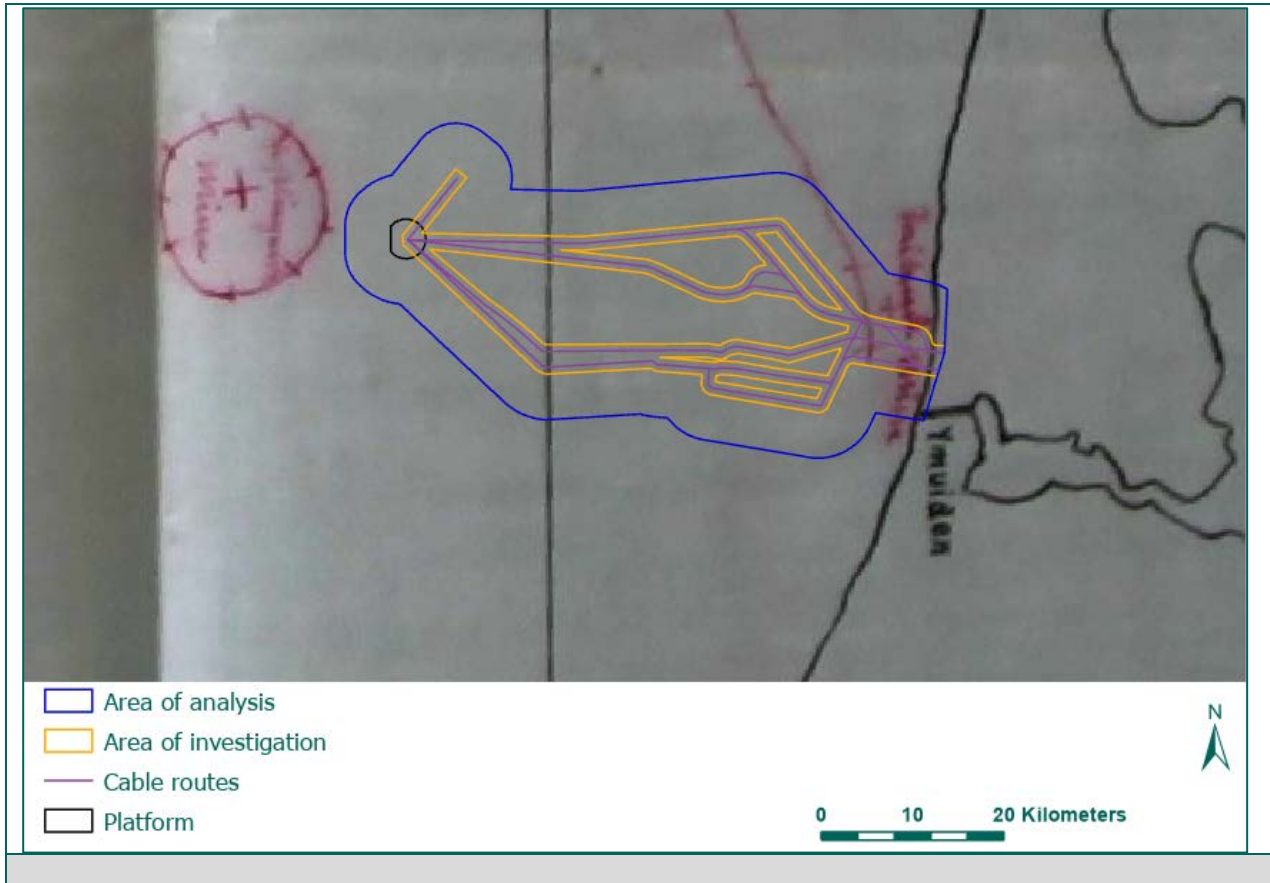 Ymuiden
Area of analysis
Area of investigation
Cable routes
Platform
N
0 10 20 Kilometers